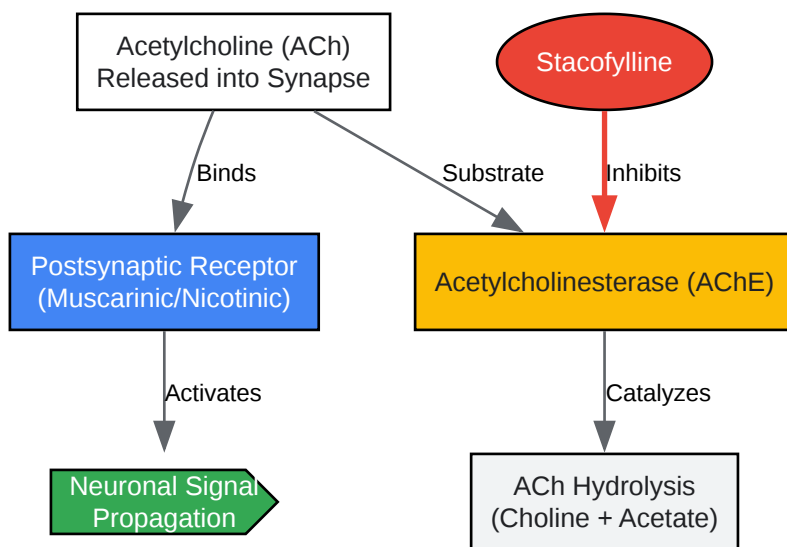 Acetylcholine (ACh)
Released into Synapse
Stacofylline
Binds
Substrate
Inhibits
Postsynaptic Receptor
(Muscarinic/Nicotinic)
Acetylcholinesterase (AChE)
Activates
Catalyzes
Neuronal Signal
Propagation
ACh Hydrolysis
(Choline + Acetate)